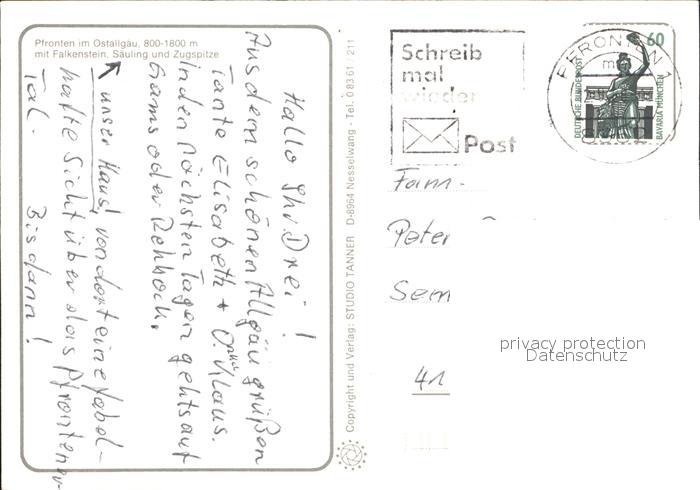 Pfronten im Ostallgäu, 800-1800 m
mit Falkenstein, Säuling und Zugspitze
Hallo Ihr Drei!
Aus dem schönen Allgäu grüßen
Tante Elisabeth + Onkel Klaus.
In den nächsten Tagen gehts auf
Gams oder Rehbock.
↑ unser Haus, von dort eine fabel-
hafte Sicht über das Pfrontener
Tal. Bis dann!
Copyright und Verlag: STUDIO TANNER D-8964 Nesselwang - Tel. 0 83 61 / 211
Schreib
mal
wieder
Post
PFRONTEN
60
DEUTSCHE BUNDESPOST
BAVARIA MÜNCHEN
Fam.
Peter
Sem
41
privacy protection
Datenschutz